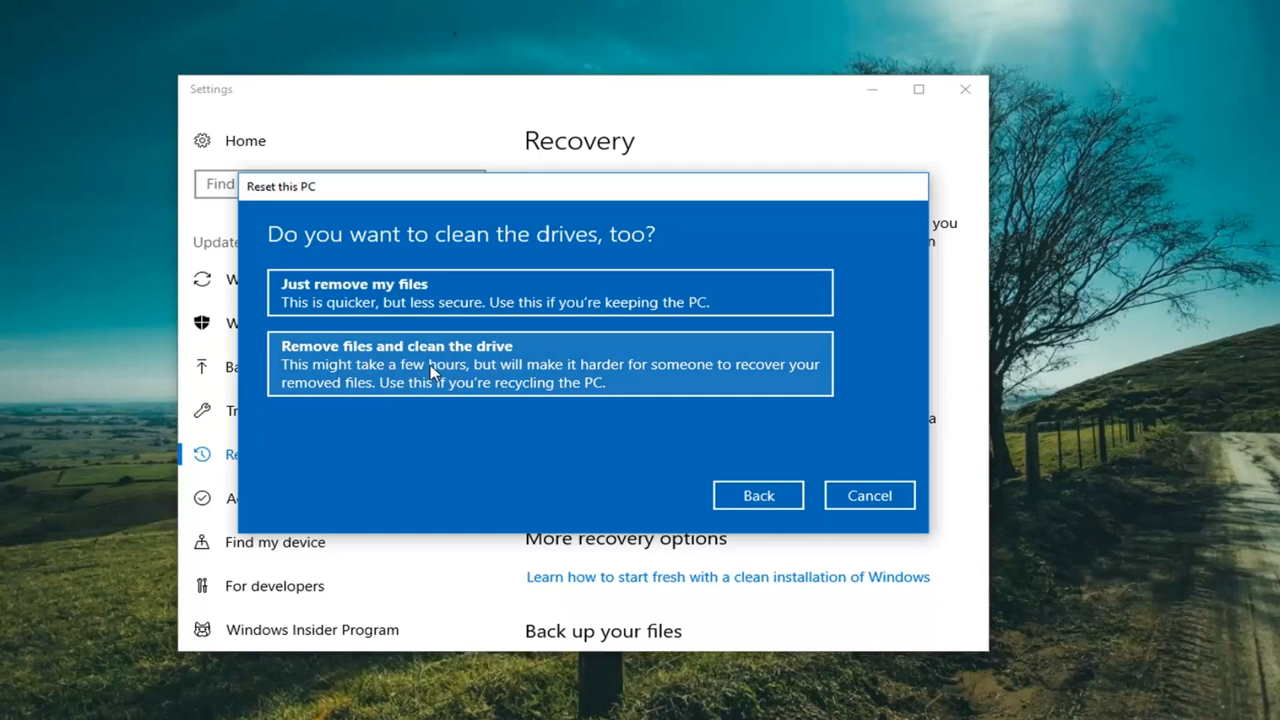 Settings
Home
Recovery
Find
Reset this PC
Do you want to clean the drives, too?
Just remove my files
This is quicker, but less secure. Use this if you're keeping the PC.
Remove files and clean the drive
This might take a few hours, but will make it harder for someone to recover your
removed files. Use this if you're recycling the PC.
Back
Cancel
Update
you
n
W
W
Ba
Tr
a
Re
A
Find my device
For developers
Windows Insider Program
More recovery options
Learn how to start fresh with a clean installation of Windows
Back up your files